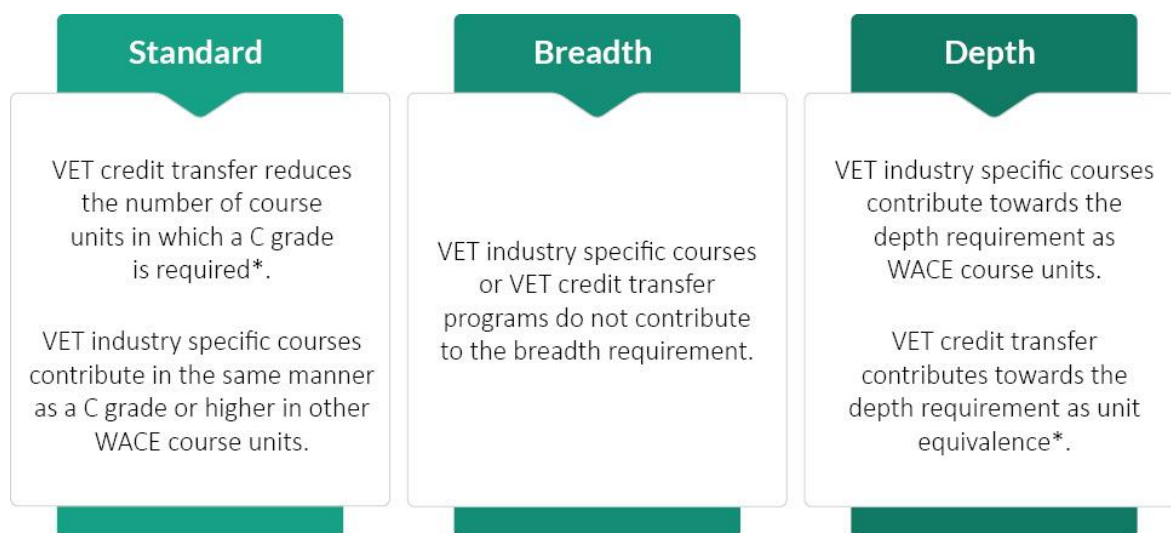 Standard
VET credit transfer reduces
the number of course
units in which a C grade
is required*.
VET industry specific courses
contribute in the same manner
as a C grade or higher in other
WACE course units.
Breadth
VET industry specific courses
or VET credit transfer
programs do not contribute
to the breadth requirement.
Depth
VET industry specific courses
contribute towards the
depth requirement as
WACE course units.
VET credit transfer
contributes towards the
depth requirement as unit
equivalence*.